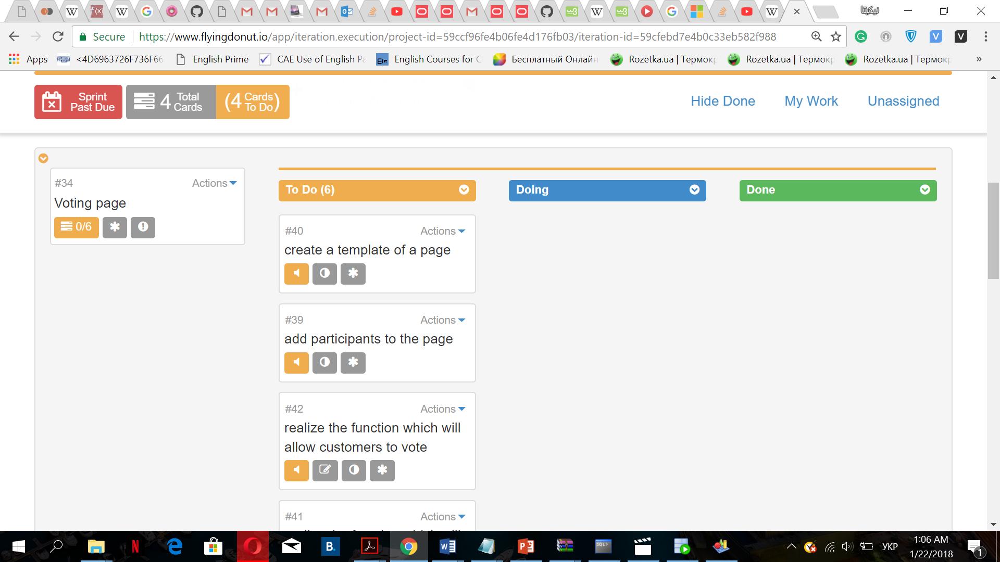 نیکیتا
Secure
https://www.flyingdonut.io/app/iteration.execution/project-id=59ccf96fe4b06fe4d176fb03/iteration-id=59cfebd7e4b0c33eb582f988
Apps
<4D6963726F736F66
English Prime
CAE Use of English Pa
English Courses for C
Бесплатный Онлайн
Rozetka.ua | Термокр
Rozetka.ua | Термокр
Rozetka.ua | Термокр
»
Sprint
Past Due
4 Total
Cards
(4 Cards
To Do)
Hide Done
My Work
Unassigned
#34
Actions
Voting page
0/6
To Do (6)
Doing
Done
#40
Actions
create a template of a page
#39
Actions
add participants to the page
#42
Actions
realize the function which will
allow customers to vote
#41
Actions
УКР
1:06 AM
1/22/2018
1